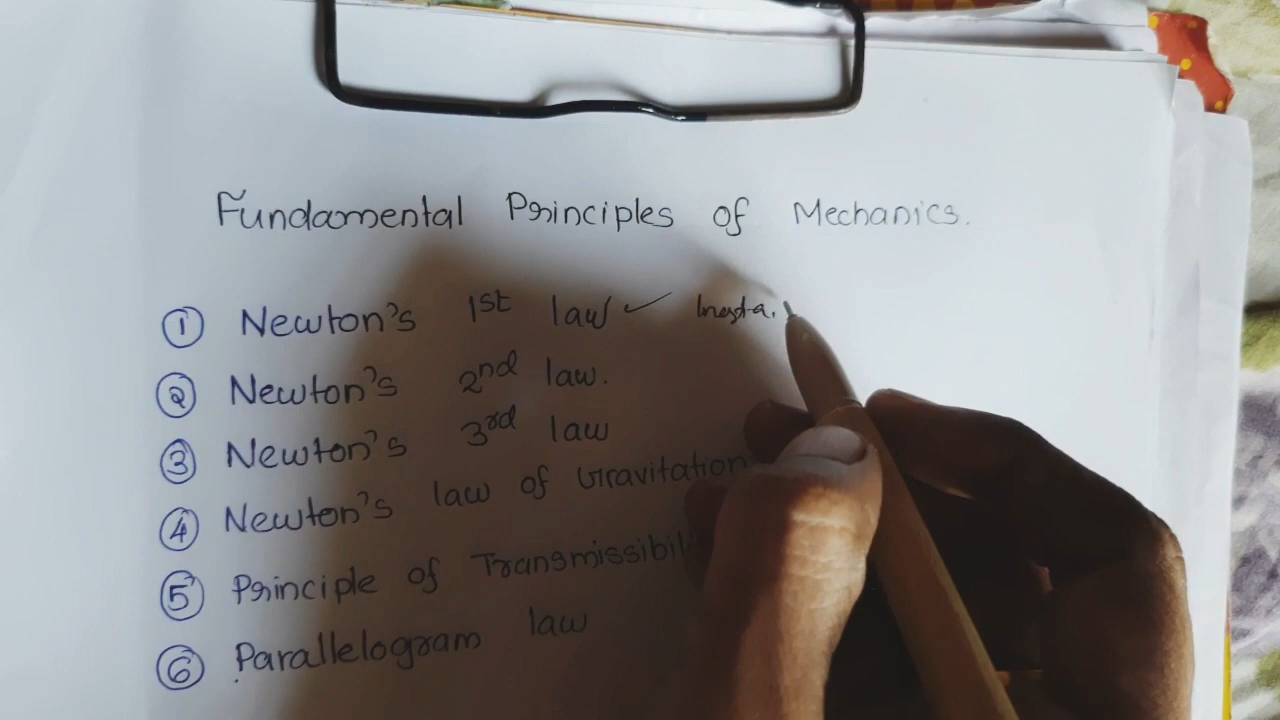 Fundamental Principles of Mechanics.
① Newton's 1st law ✓
② Newton's 2nd law.
③ Newton's 3rd law
④ Newton's law of Gravitation
⑤ Principle of Transmissibil
⑥ Parallelogram law